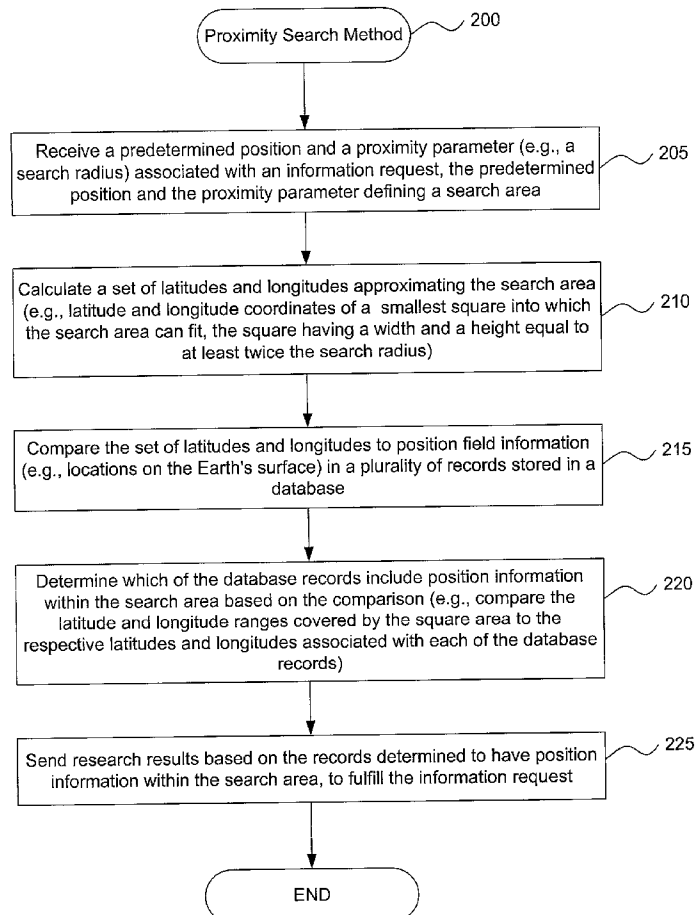 Proximity Search Method
200
Receive a predetermined position and a proximity parameter (e.g., a
search radius) associated with an information request, the predetermined
position and the proximity parameter defining a search area
205
Calculate a set of latitudes and longitudes approximating the search area
(e.g., latitude and longitude coordinates of a smallest square into which
the search area can fit, the square having a width and a height equal to
at least twice the search radius)
210
Compare the set of latitudes and longitudes to position field information
(e.g., locations on the Earth's surface) in a plurality of records stored in a
database
215
Determine which of the database records include position information
within the search area based on the comparison (e.g., compare the
latitude and longitude ranges covered by the square area to the
respective latitudes and longitudes associated with each of the database
records)
220
Send research results based on the records determined to have position
information within the search area, to fulfill the information request
225
END